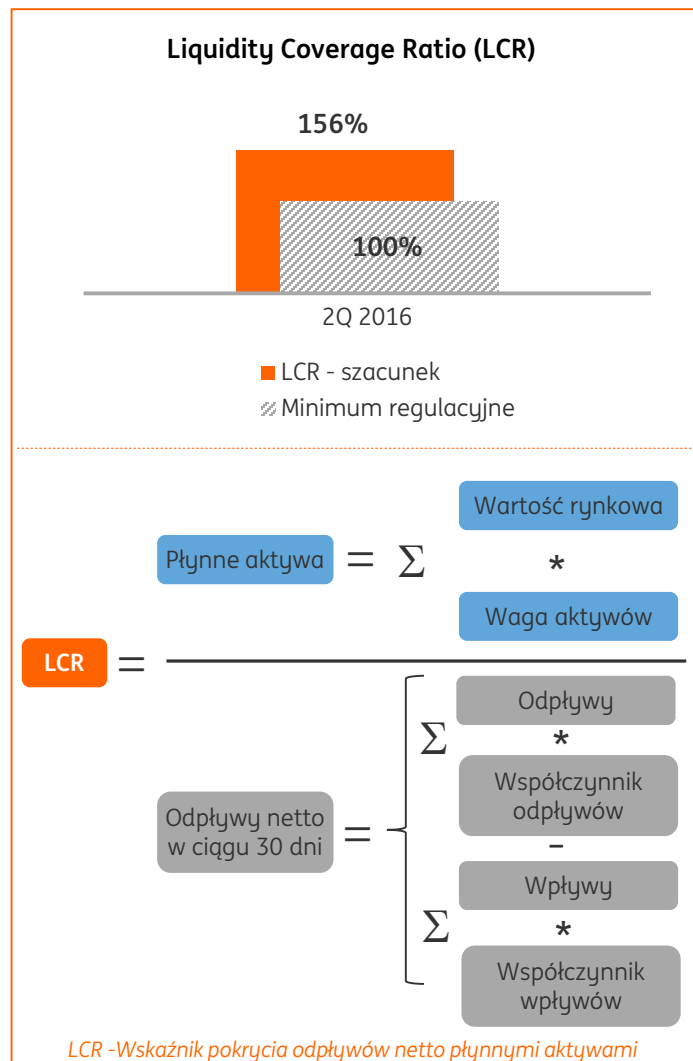 Liquidity Coverage Ratio (LCR)
156%
100%
2Q 2016
LCR - szacunek
Minimum regulacyjne
Wartość rynkowa
Płynne aktywa = Σ *
Waga aktywów
LCR =
Odpływy
Σ *
Współczynnik
odpływów
Odpływy netto
w ciągu 30 dni =
-
Wpływy
Σ *
Współczynnik
wpływów
LCR -Wskaźnik pokrycia odpływów netto płynnymi aktywami